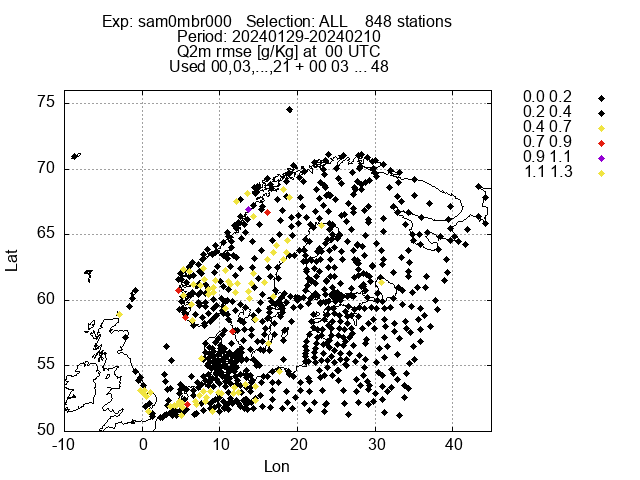 Exp: sam0mbr000   Selection: ALL    848 stations
Period: 20240129-20240210
Q2m rmse [g/Kg] at  00 UTC
Used 00,03,...,21 + 00 03 ... 48
0.0 0.2
0.2 0.4
0.4 0.7
0.7 0.9
0.9 1.1
1.1 1.3
75
70
65
60
55
50
Lat
-10 0 10 20 30 40
Lon